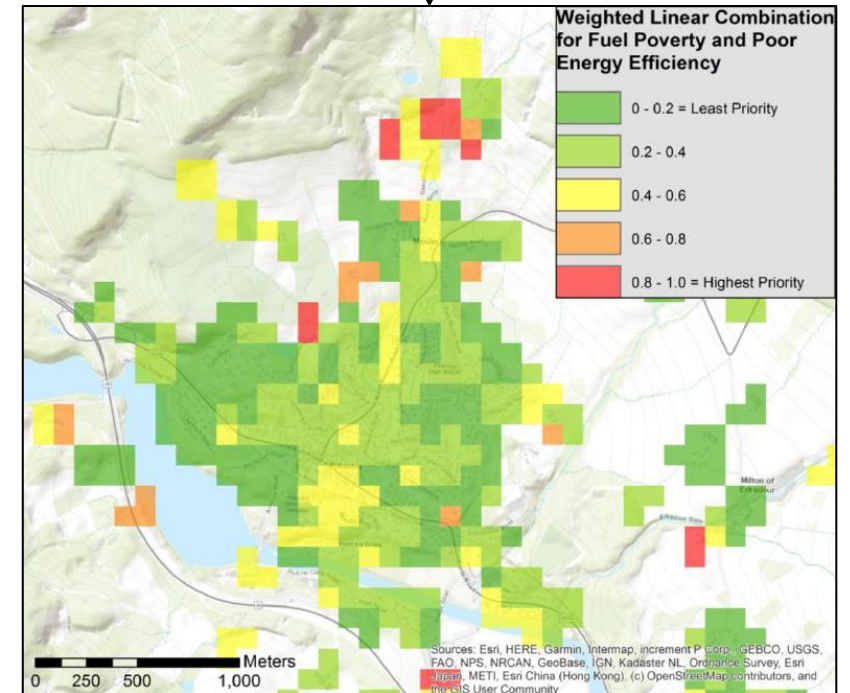 Weighted Linear Combination
for Fuel Poverty and Poor
Energy Efficiency
0 - 0.2 = Least Priority
0.2 - 0.4
0.4 - 0.6
0.6 - 0.8
0.8 - 1.0 = Highest Priority
Moulin
Milton of
Edradour
Meters
0 250 500 1,000
Sources: Esri, HERE, Garmin, Intermap, increment P Corp., GEBCO, USGS,
FAO, NPS, NRCAN, GeoBase, IGN, Kadaster NL, Ordnance Survey, Esri
Japan, METI, Esri China (Hong Kong), (c) OpenStreetMap contributors, and
the GIS User Community